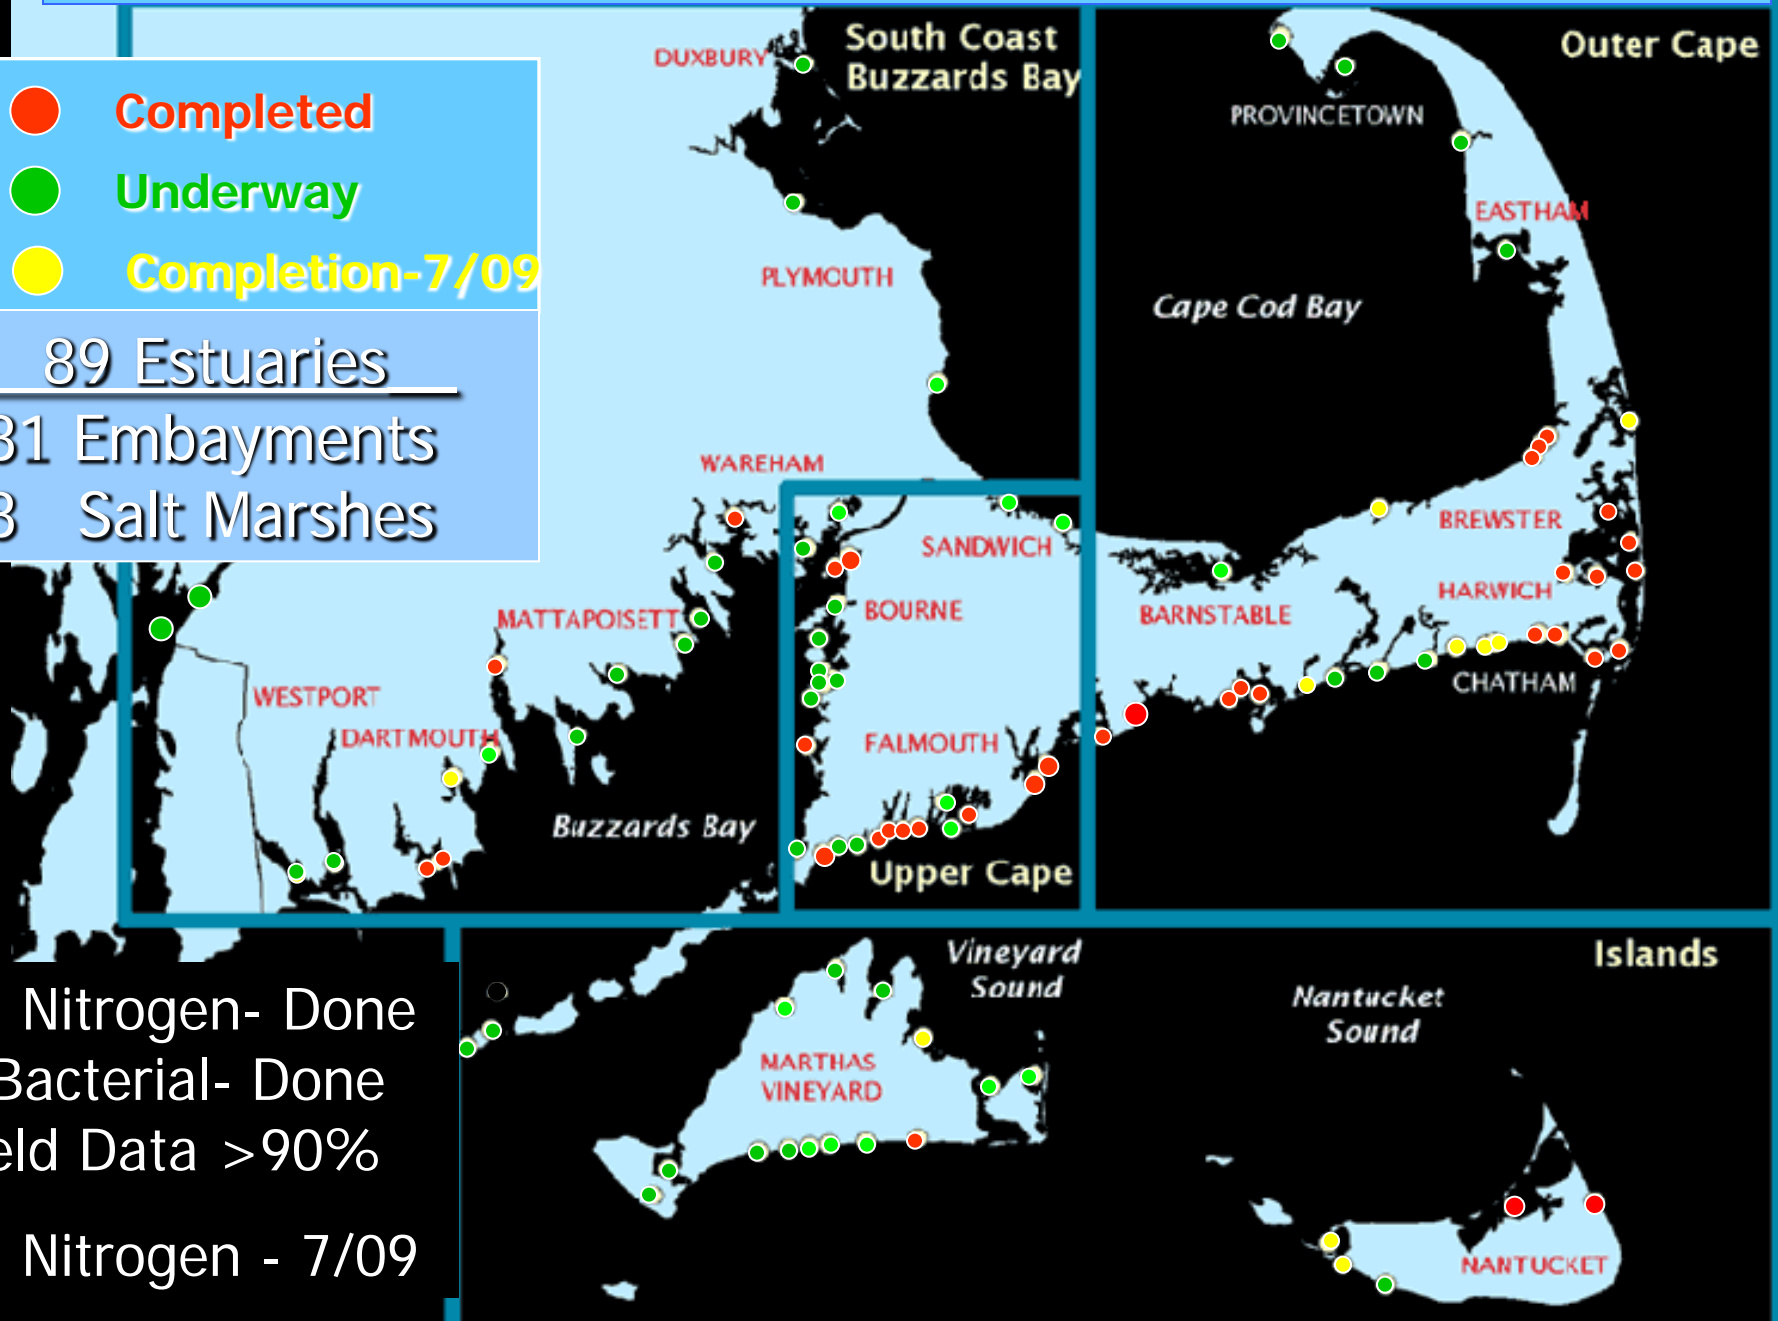 Completed
Underway
Completion-7/09
89 Estuaries
31 Embayments
Salt Marshes
South Coast
Buzzards Bay
Outer Cape
DUXBURY
PROVINCETOWN
EASTHAM
PLYMOUTH
Cape Cod Bay
WAREHAM
SANDWICH
BREWSTER
BOURNE
BARNSTABLE
HARWICH
MATTAPOISETT
WESTPORT
DARTMOUTH
FALMOUTH
CHATHAM
Buzzards Bay
Upper Cape
Vineyard
Sound
Islands
Nantucket
Sound
MARTHAS
VINEYARD
NANTUCKET
Nitrogen- Done
Bacterial- Done
eld Data >90%
Nitrogen - 7/09